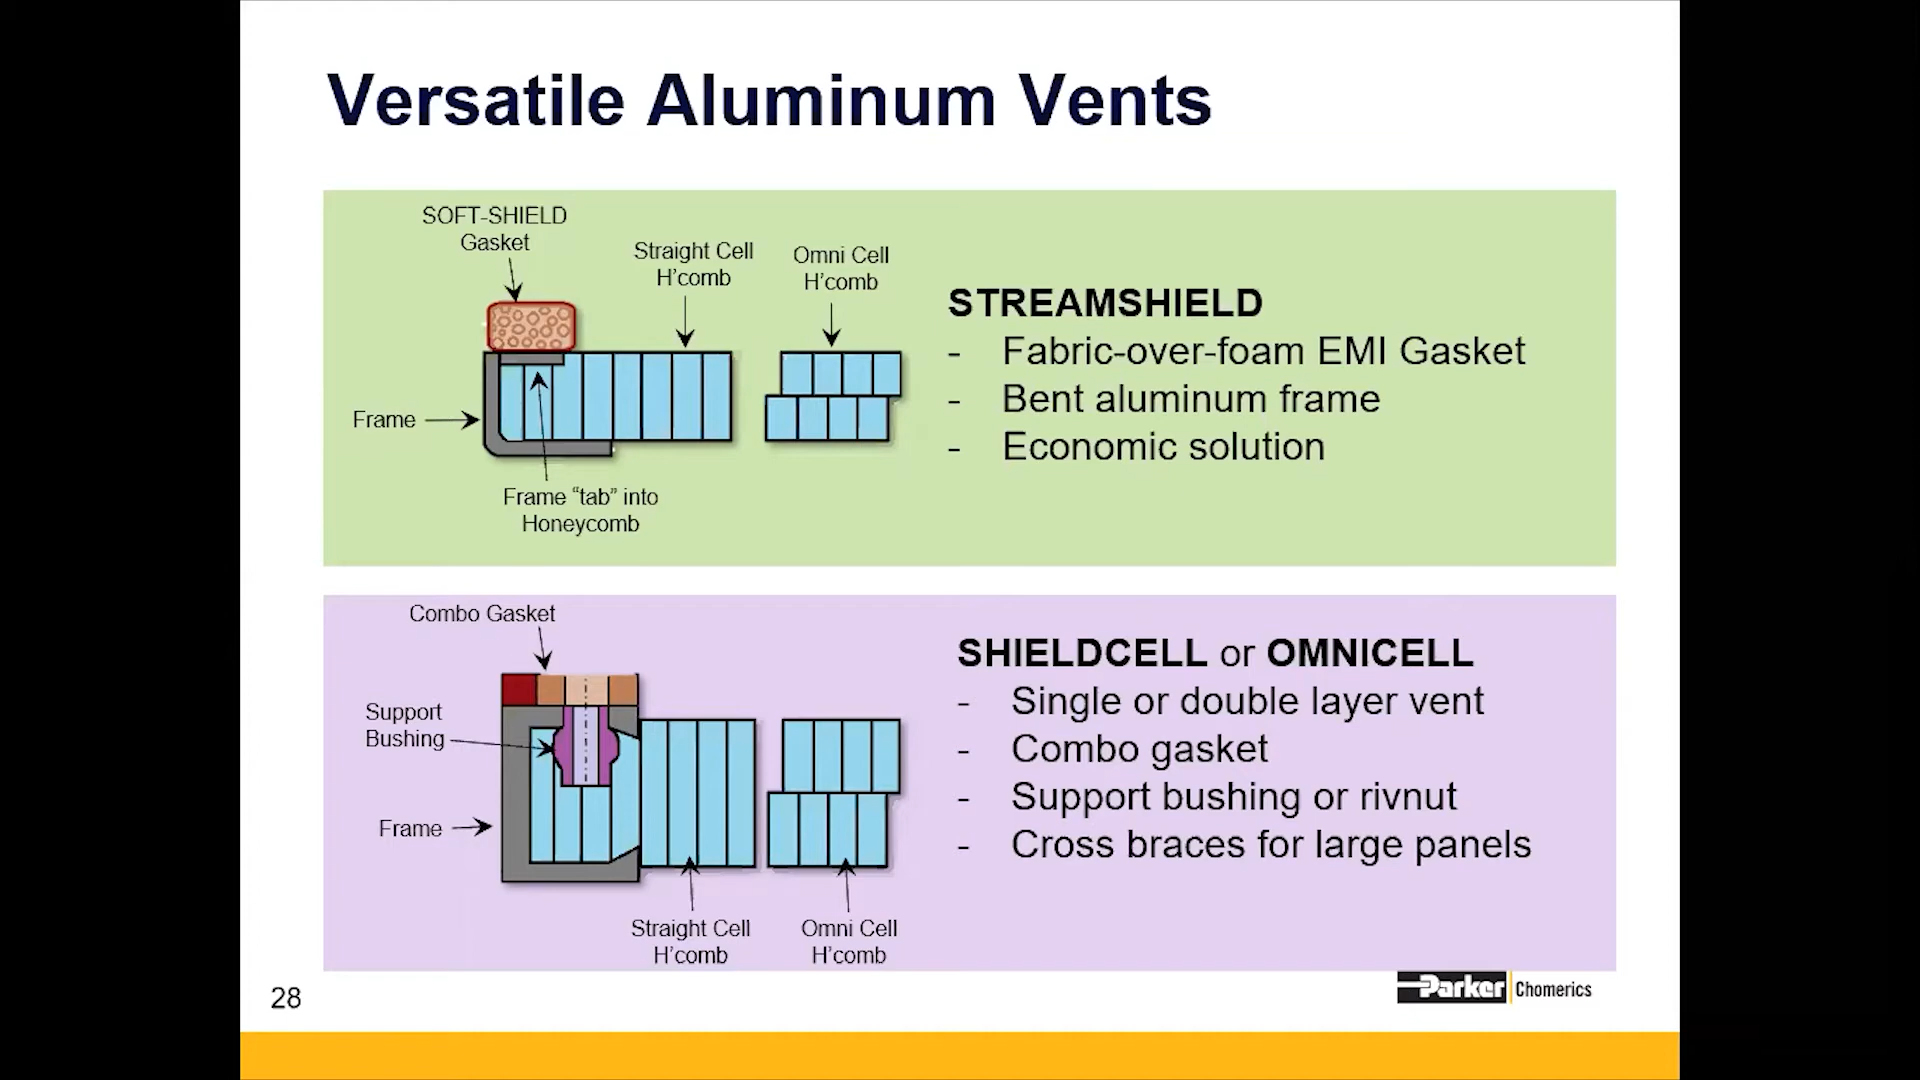 Versatile Aluminum Vents
SOFT-SHIELD
Gasket
Straight Cell
H’comb
Omni Cell
H’comb
Frame
Frame “tab” into
Honeycomb
STREAMSHIELD
- Fabric-over-foam EMI Gasket
- Bent aluminum frame
- Economic solution
Combo Gasket
Support
Bushing
Frame
Straight Cell
H’comb
Omni Cell
H’comb
SHIELDCELL or OMNICELL
- Single or double layer vent
- Combo gasket
- Support bushing or rivnut
- Cross braces for large panels
28
Parker Chomerics